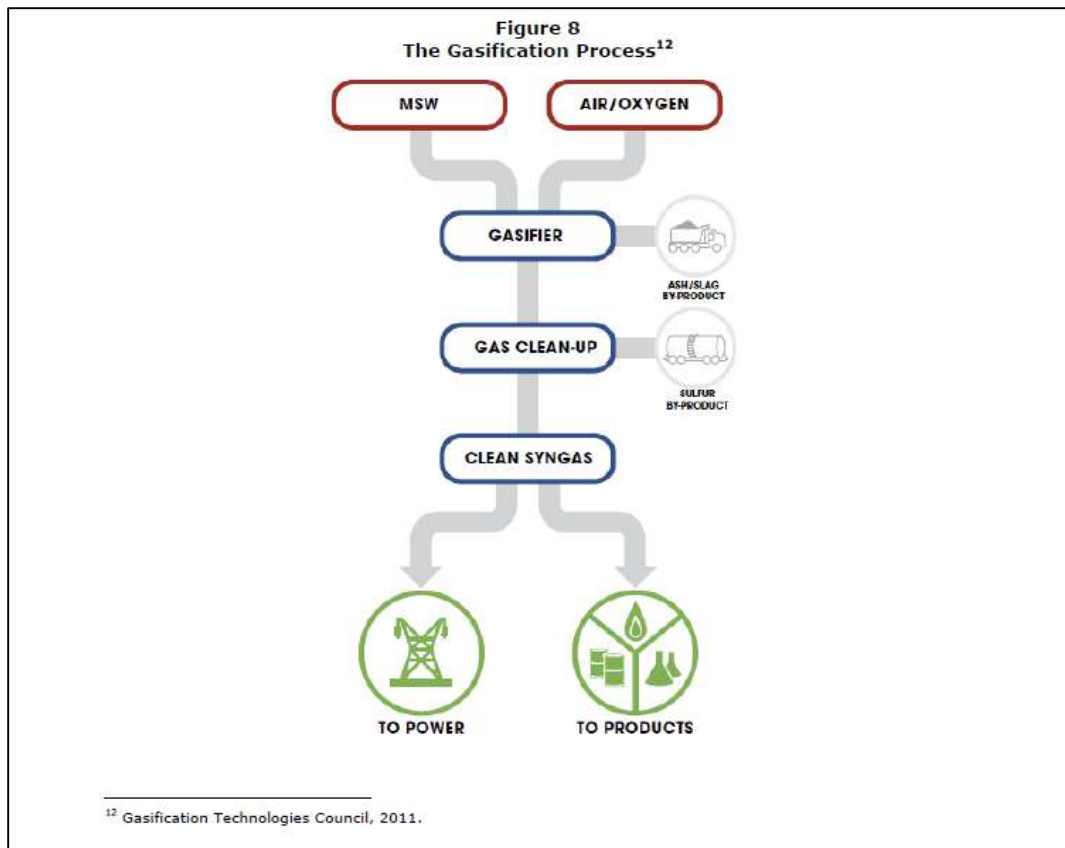 Figure 8
The Gasification Process12
MSW
AIR/OXYGEN
GASIFIER
ASH/SLAG
BY-PRODUCT
GAS CLEAN-UP
SULFUR
BY-PRODUCT
CLEAN SYNGAS
TO POWER
TO PRODUCTS
12 Gasification Technologies Council, 2011.